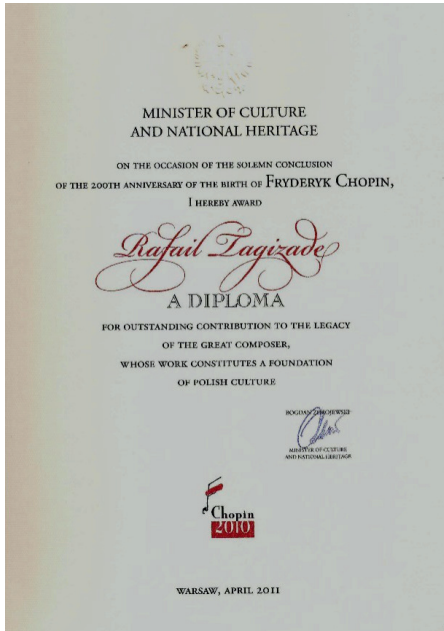 MINISTER OF CULTURE
AND NATIONAL HERITAGE
ON THE OCCASION OF THE SOLEMN CONCLUSION
OF THE 200TH ANNIVERSARY OF THE BIRTH OF FRYDERYK CHOPIN,
I HEREBY AWARD
Rafail Tagizade
A DIPLOMA
FOR OUTSTANDING CONTRIBUTION TO THE LEGACY
OF THE GREAT COMPOSER,
WHOSE WORK CONSTITUTES A FOUNDATION
OF POLISH CULTURE
BOGDAN ZDROJEWSKI
MINISTER OF CULTURE
AND NATIONAL HERITAGE
Chopin
2010
WARSAW, APRIL 2011